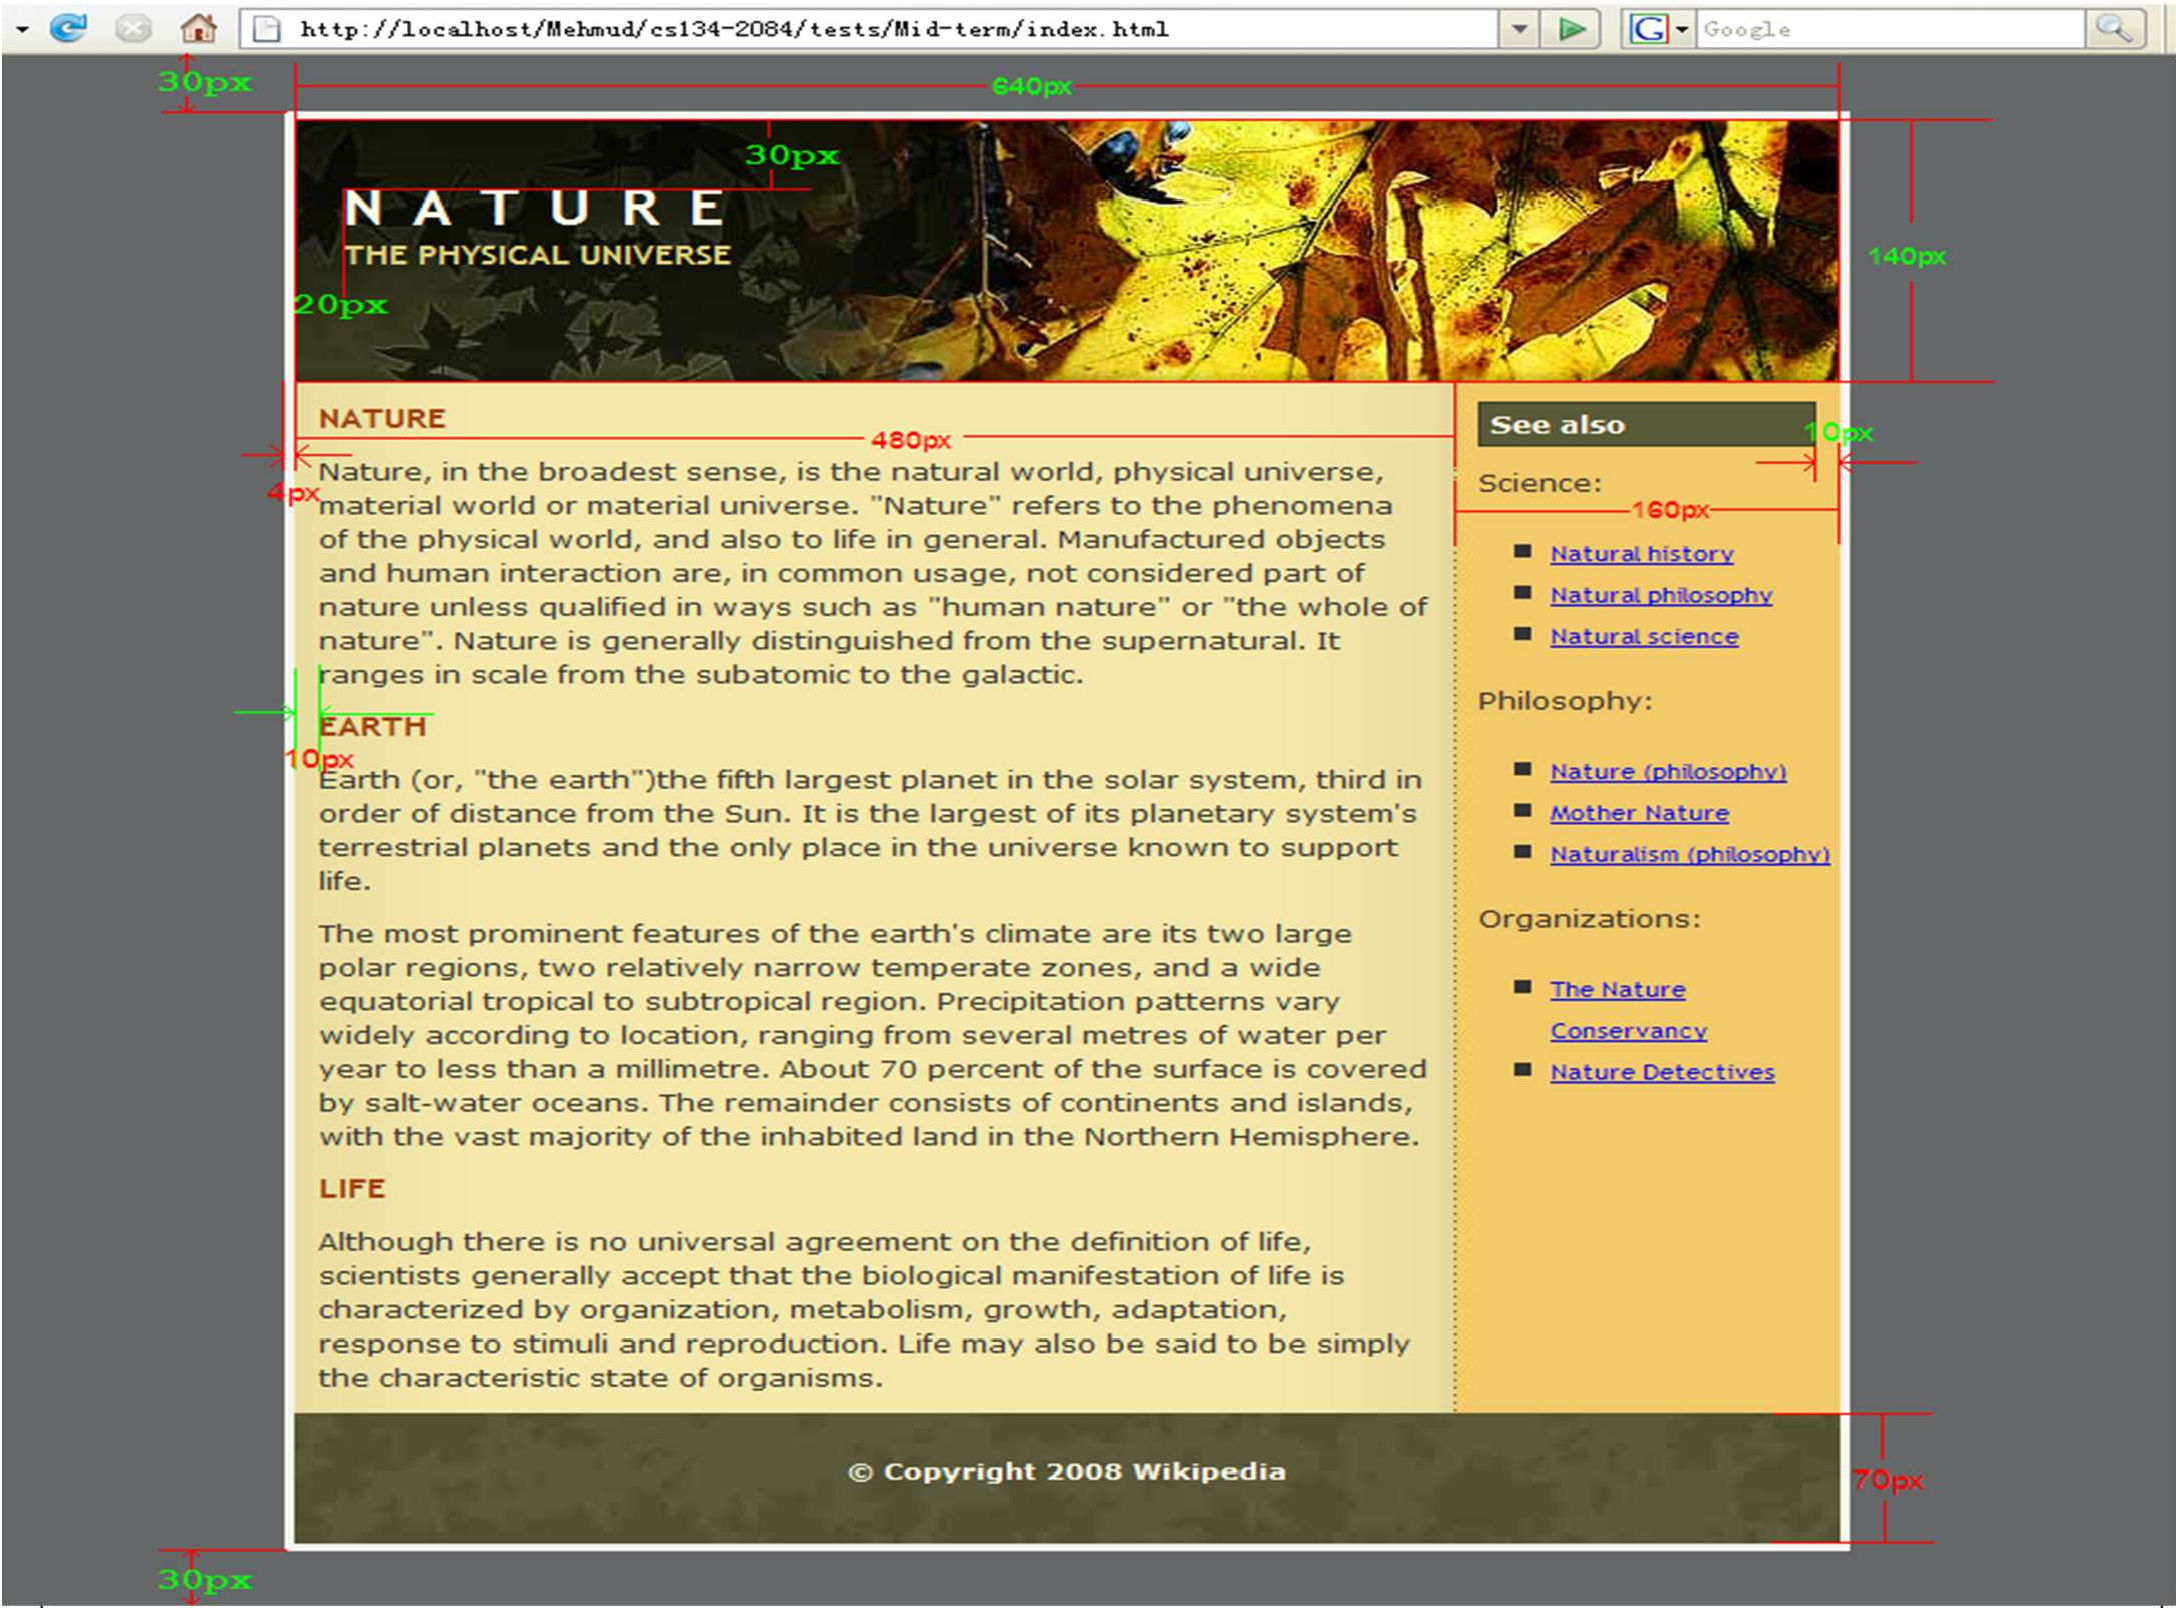 http://localhost/Mehmud/cs134-2084/tests/Mid-term/index.html
G
Google
30px
640px
30px
NATURE
THE PHYSICAL UNIVERSE
20px
140px
NATURE
480px
4px
Nature, in the broadest sense, is the natural world, physical universe,
material world or material universe. "Nature" refers to the phenomena
of the physical world, and also to life in general. Manufactured objects
and human interaction are, in common usage, not considered part of
nature unless qualified in ways such as "human nature" or "the whole of
nature". Nature is generally distinguished from the supernatural. It
ranges in scale from the subatomic to the galactic.
EARTH
10px
Earth (or, "the earth")the fifth largest planet in the solar system, third in
order of distance from the Sun. It is the largest of its planetary system's
terrestrial planets and the only place in the universe known to support
life.
The most prominent features of the earth's climate are its two large
polar regions, two relatively narrow temperate zones, and a wide
equatorial tropical to subtropical region. Precipitation patterns vary
widely according to location, ranging from several metres of water per
year to less than a millimetre. About 70 percent of the surface is covered
by salt-water oceans. The remainder consists of continents and islands,
with the vast majority of the inhabited land in the Northern Hemisphere.
LIFE
Although there is no universal agreement on the definition of life,
scientists generally accept that the biological manifestation of life is
characterized by organization, metabolism, growth, adaptation,
response to stimuli and reproduction. Life may also be said to be simply
the characteristic state of organisms.
See also
10px
Science:
160px
Natural history
Natural philosophy
Natural science
Philosophy:
Nature (philosophy)
Mother Nature
Naturalism (philosophy)
Organizations:
The Nature
Conservancy
Nature Detectives
© Copyright 2008 Wikipedia
70px
30px